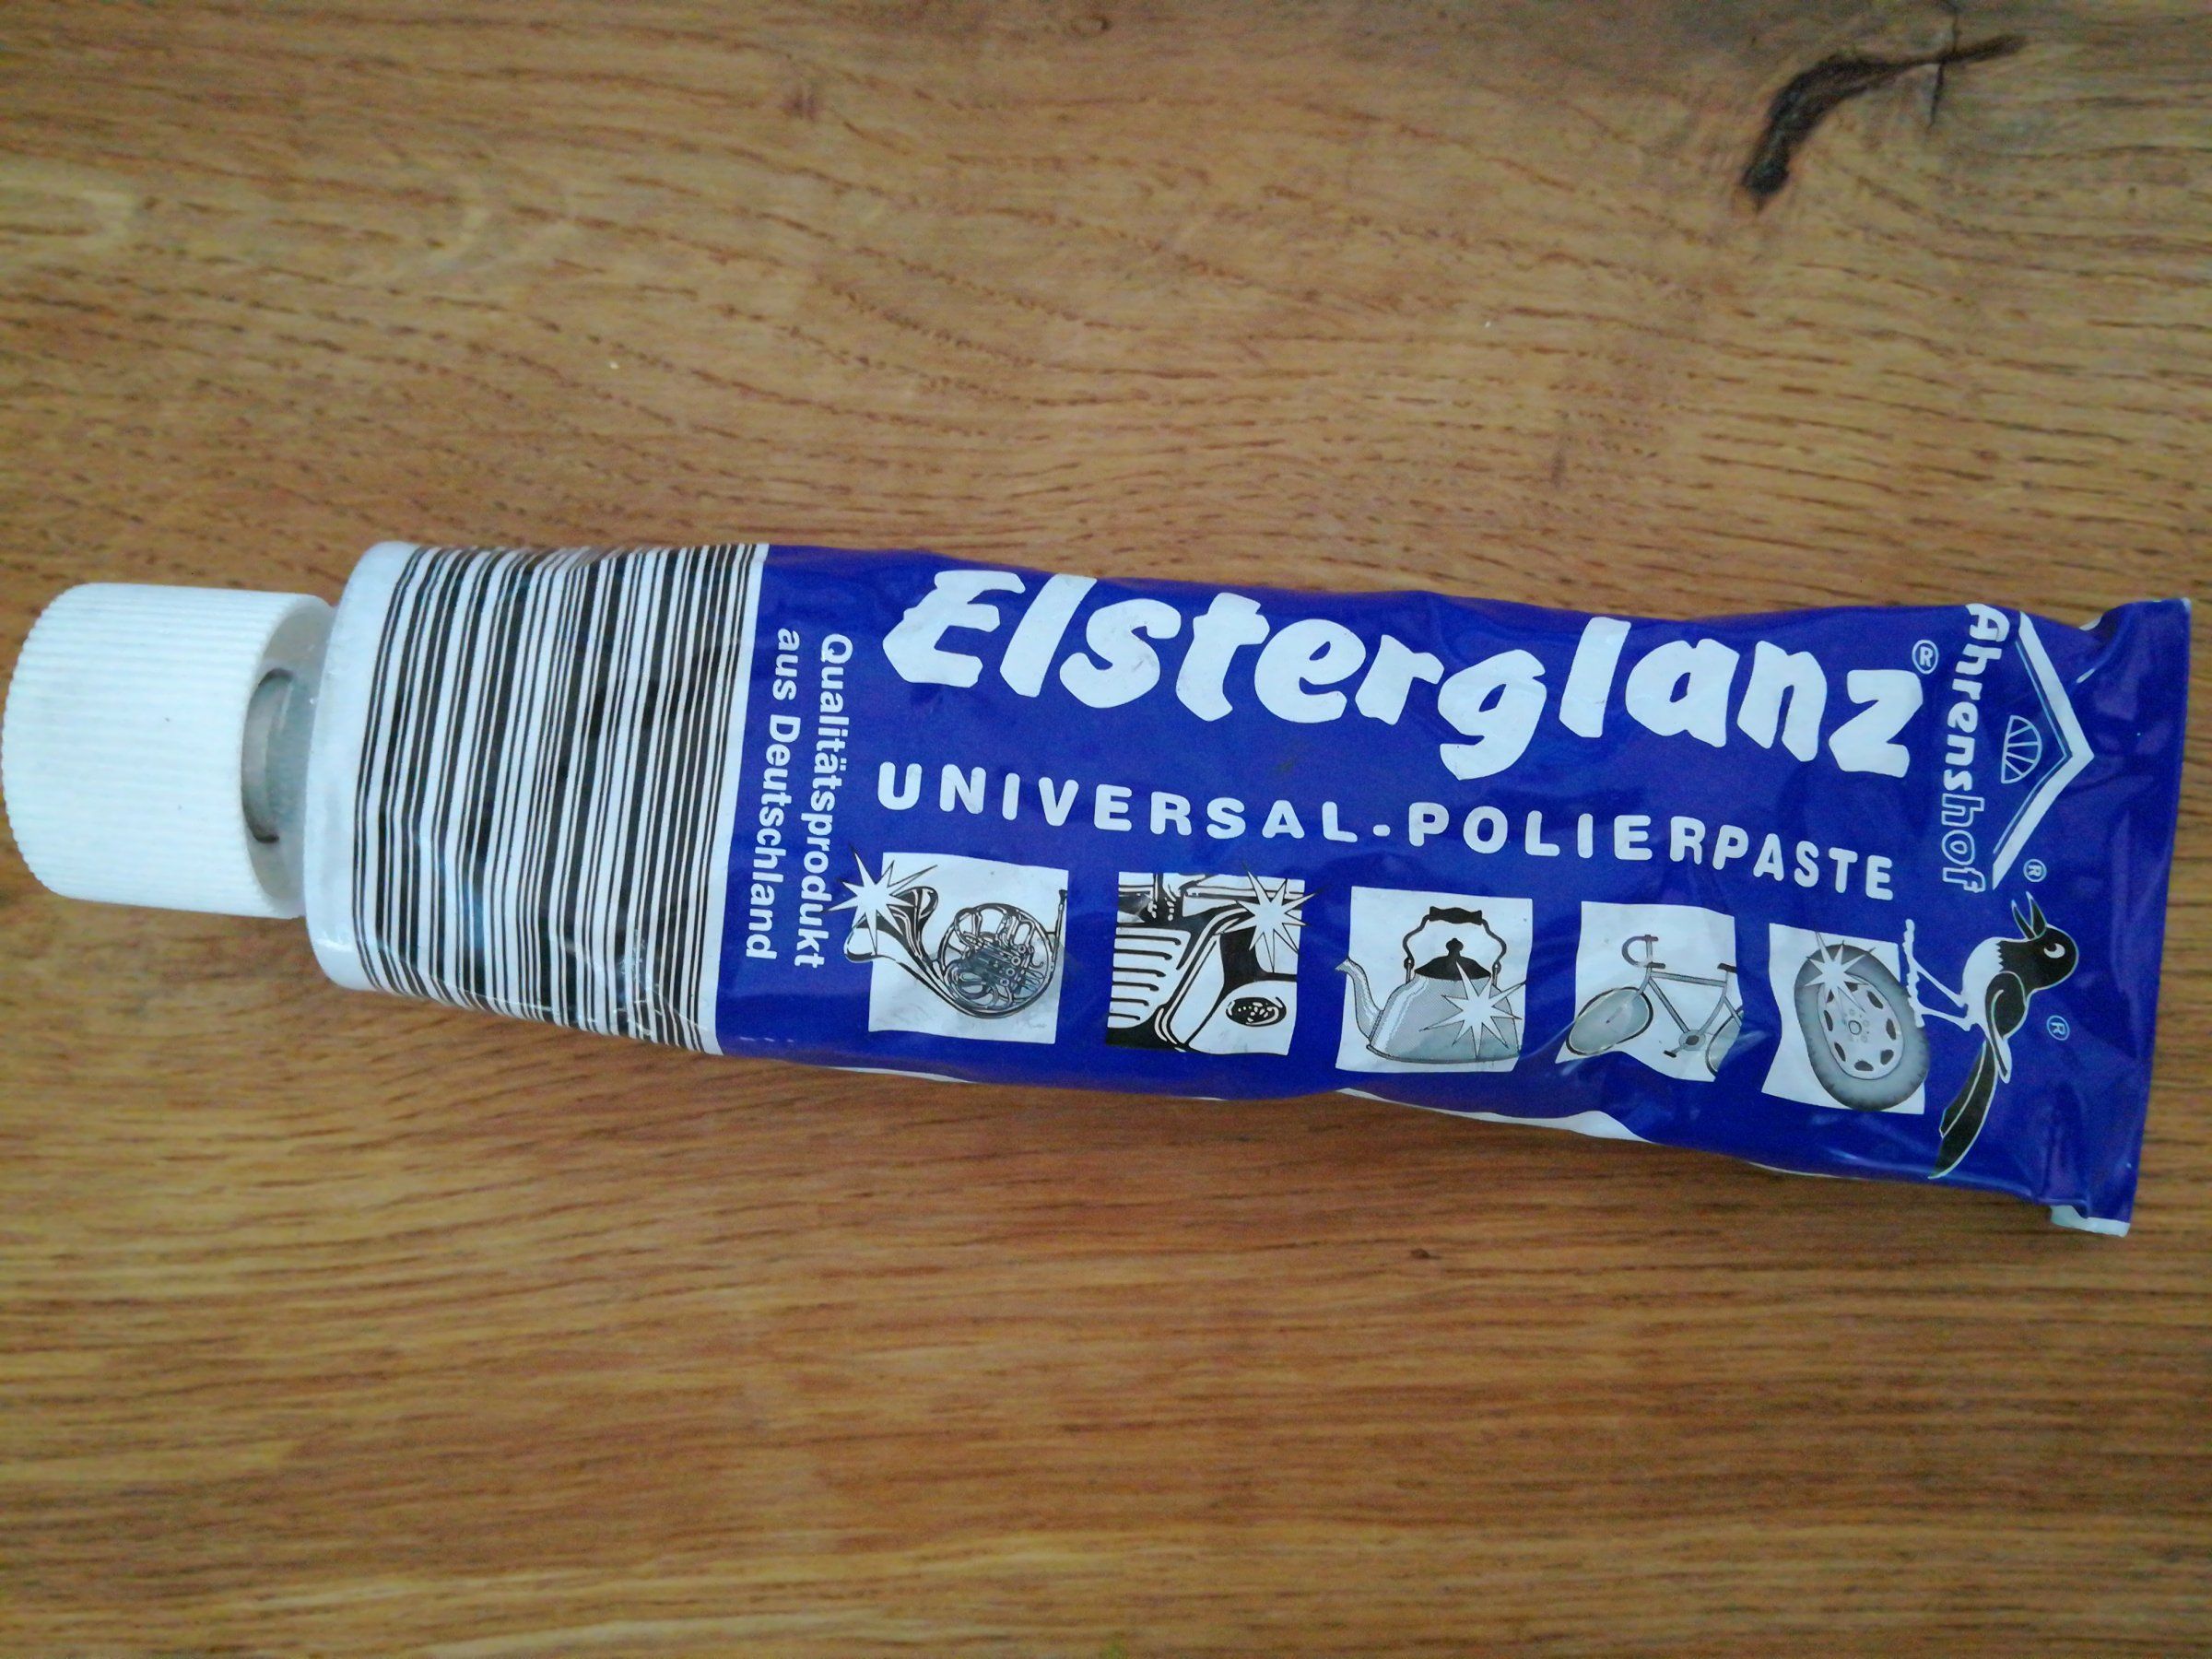 Elsterglanz®
UNIVERSAL-POLIERPASTE
Qualitätsprodukt
aus Deutschland
Ahrenshof®
®